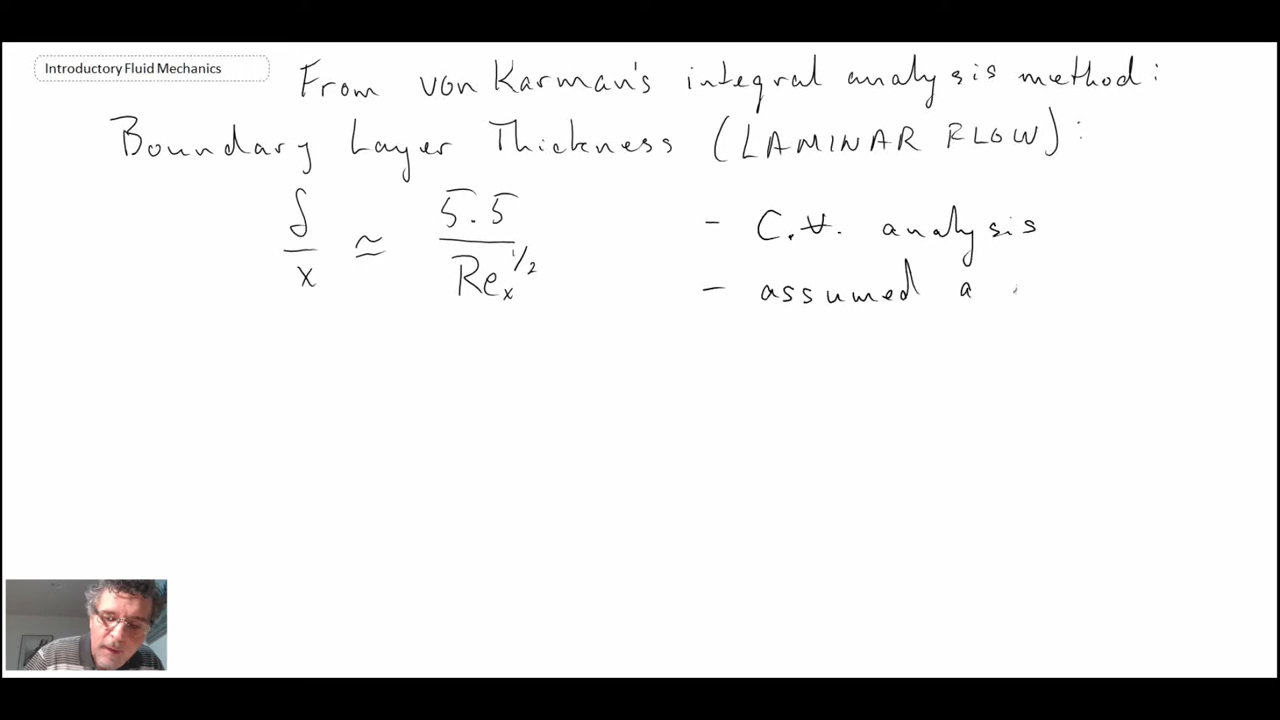 Introductory Fluid Mechanics
From von Karman's integral analysis method:
Boundary Layer Thickness (LAMINAR FLOW):
δ/x ≃ 5.5/Reₓ^1/2
- C.V. analysis
- assumed a